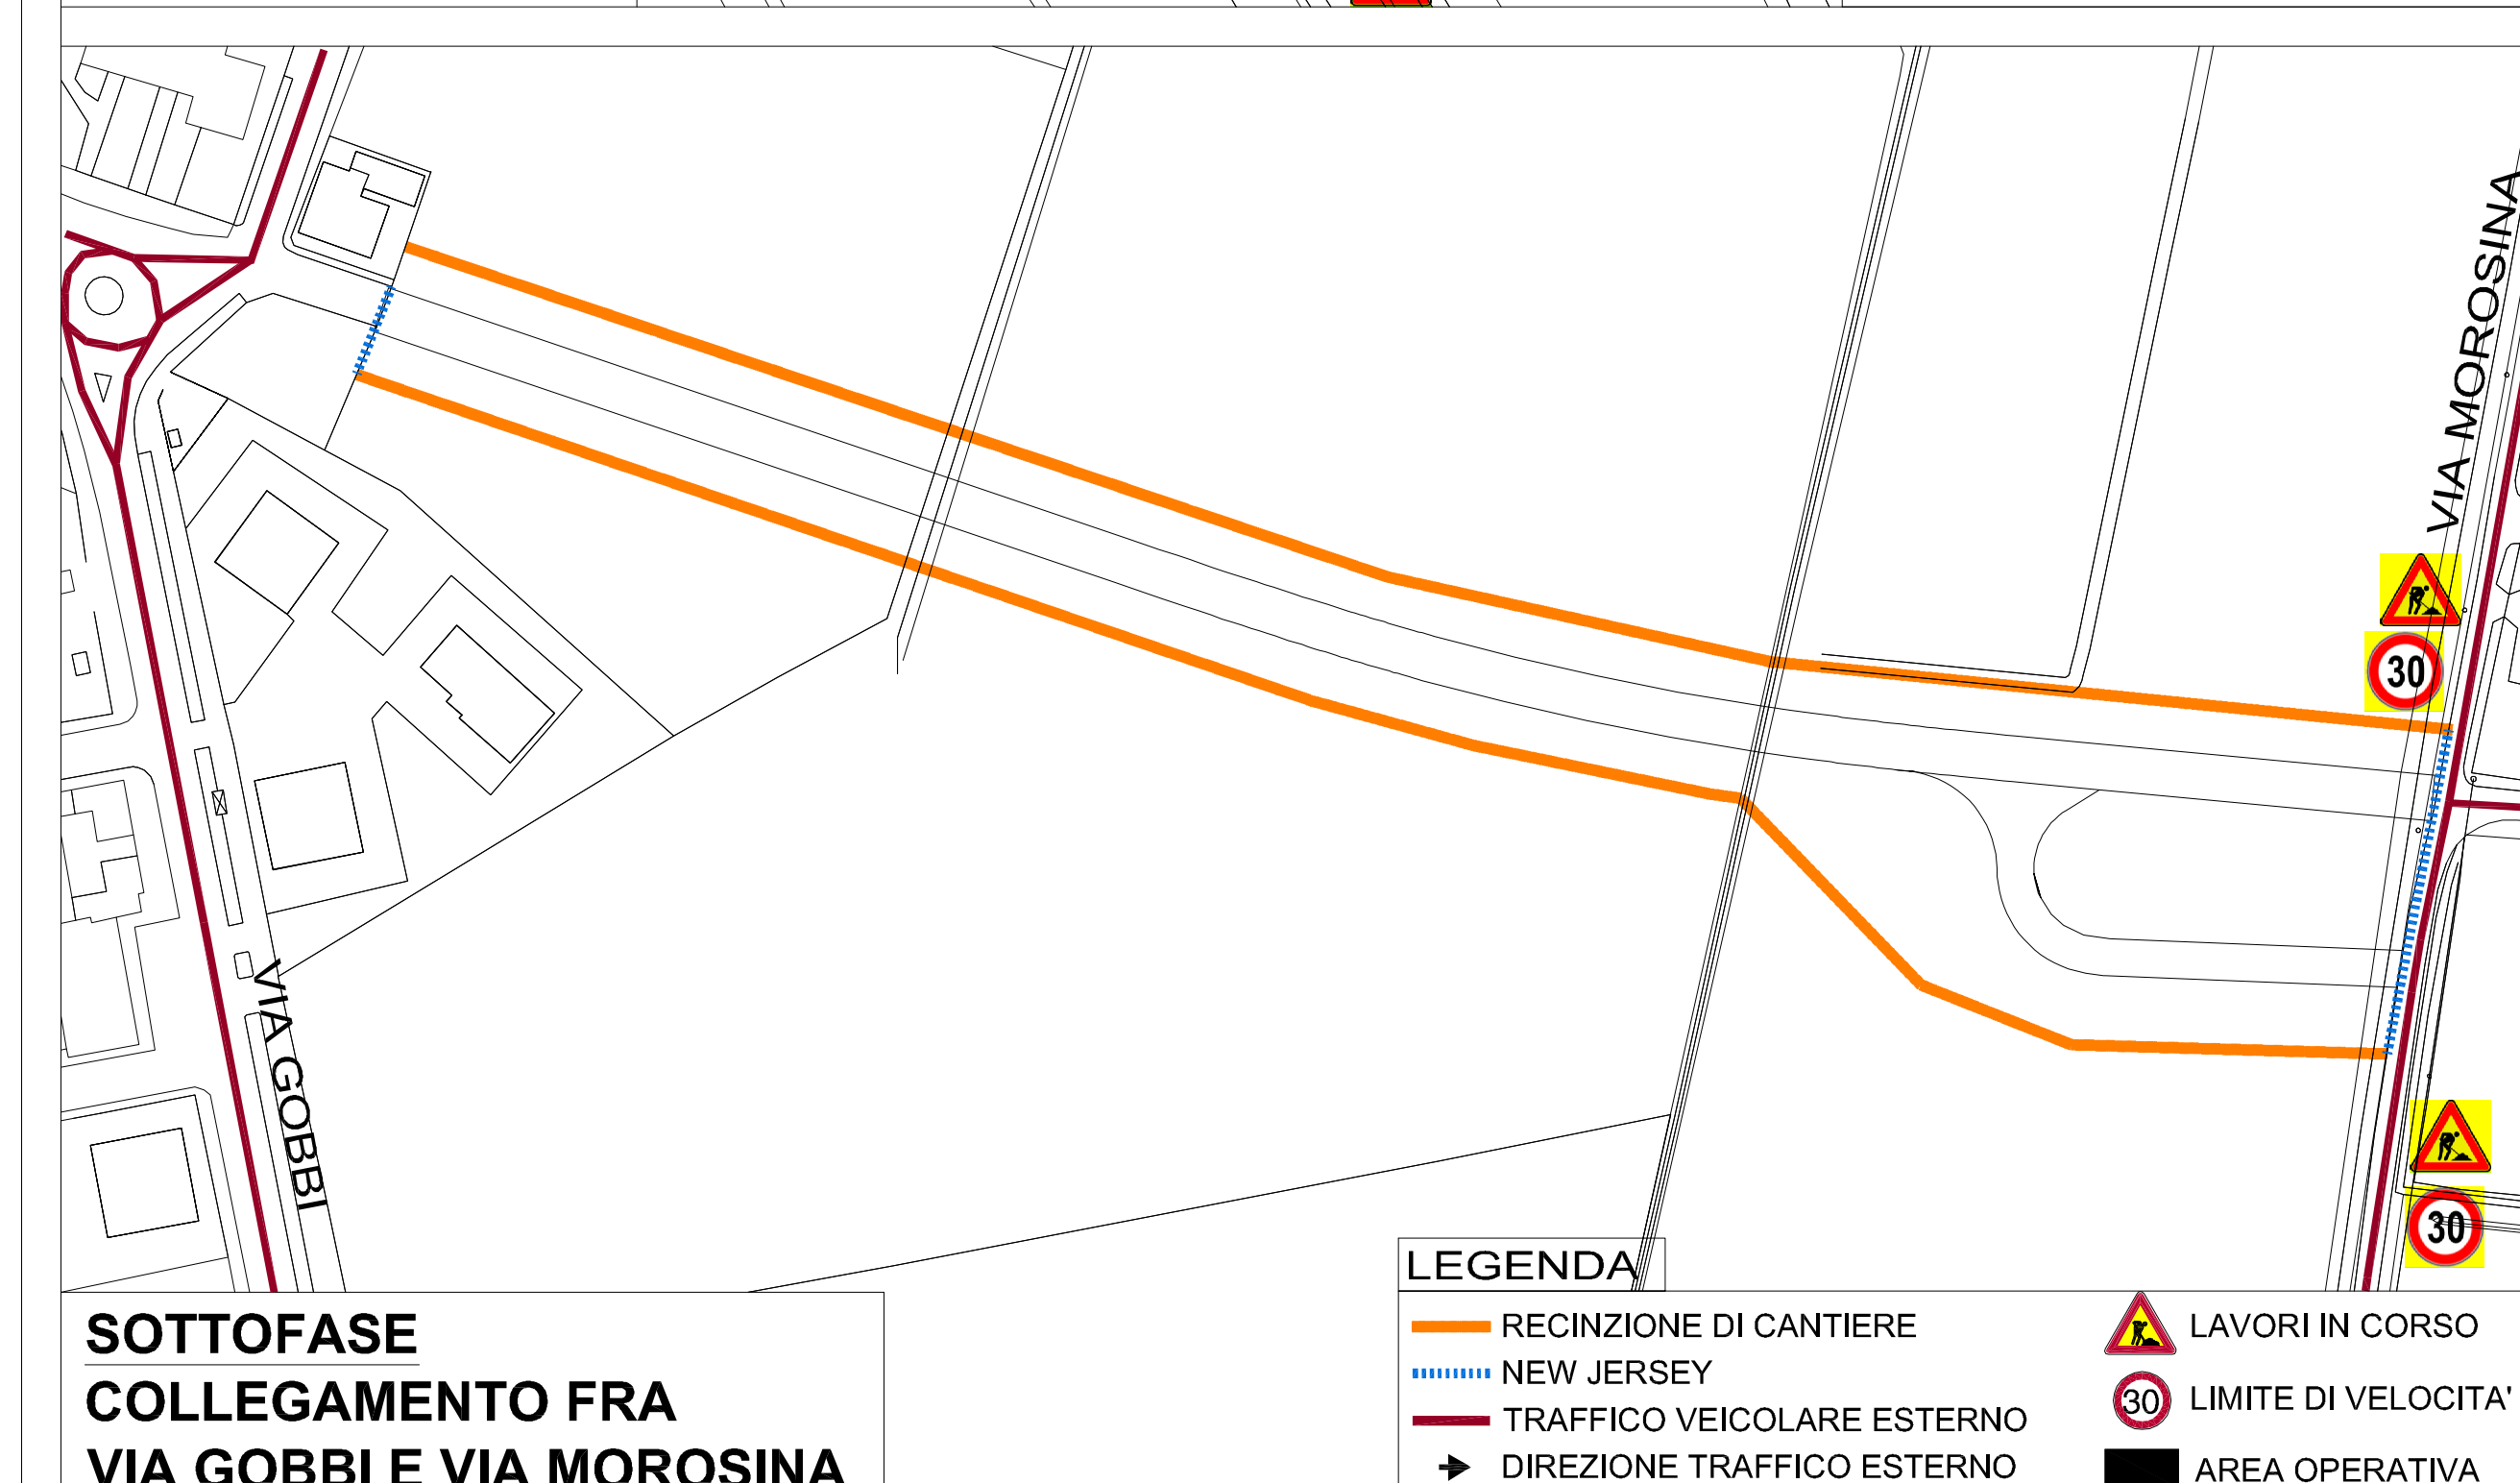 VIA MOROSINA
30
VIA GOBBI
30
LEGENDA
SOTTOFASE
COLLEGAMENTO FRA
VIA GOBBI E VIA MOROSINA
RECINZIONE DI CANTIERE
NEW JERSEY
TRAFFICO VEICOLARE ESTERNO
DIREZIONE TRAFFICO ESTERNO
LAVORI IN CORSO
30 LIMITE DI VELOCITA'
AREA OPERATIVA